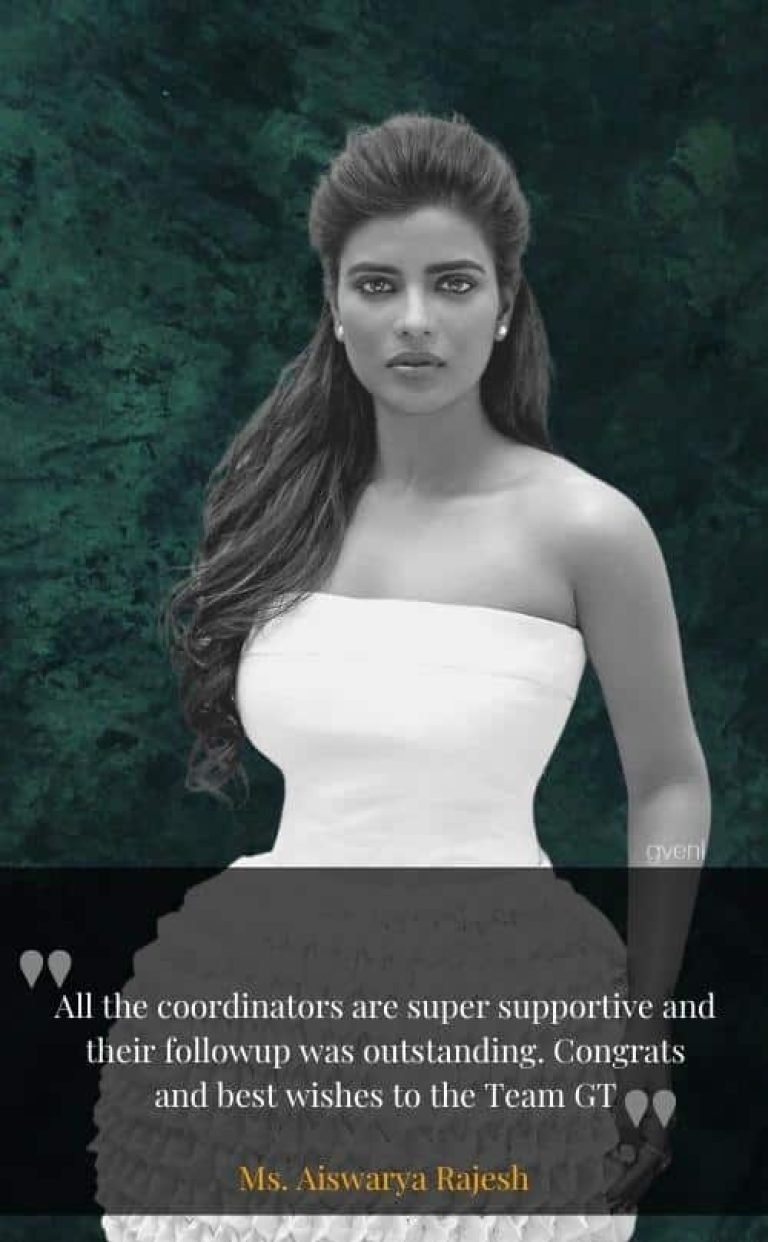 gvenk
All the coordinators are super supportive and
their followup was outstanding. Congrats
and best wishes to the Team GT
Ms. Aiswarya Rajesh